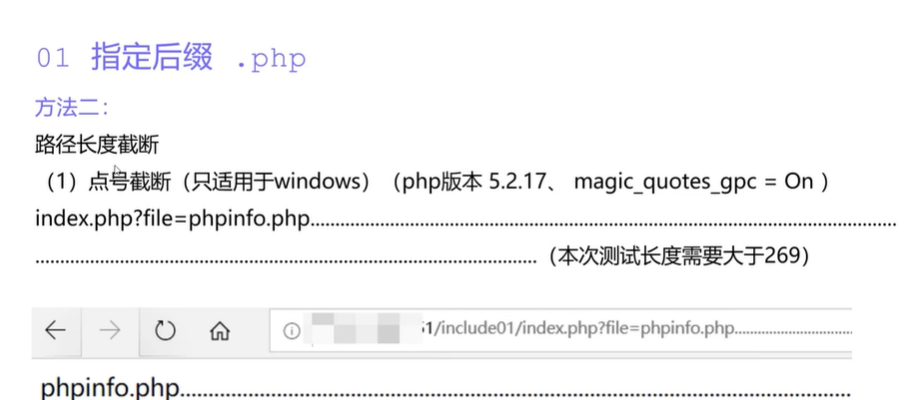 01 指定后缀 .php
方法二：
路径长度截断
（1）点号截断（只适用于windows）（php版本 5.2.17、 magic_quotes_gpc = On ）
index.php?file=phpinfo.php........................................................................................................................
....................................................................................................................................（本次测试长度需要大于269）
1/include01/index.php?file=phpinfo.php................................
phpinfo.php........................................................................................................................